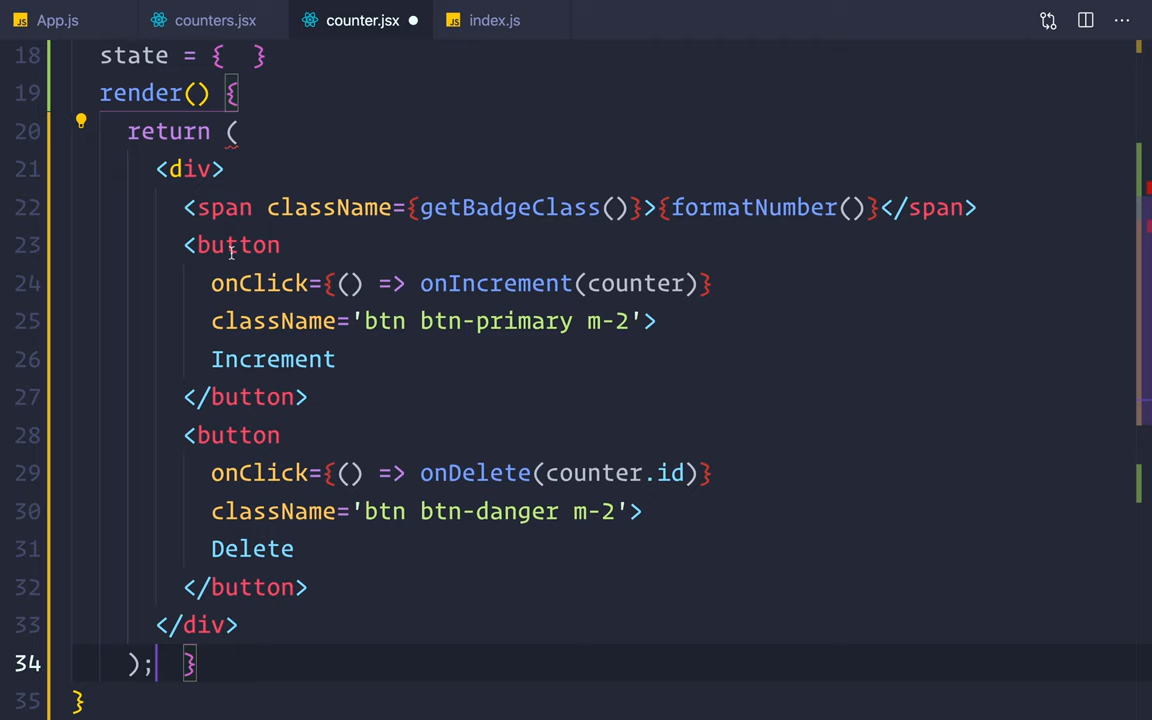 JS App.js counters.jsx counter.jsx JS index.js
18 state = {  }
19 render() {
20 return (
21 <div>
22 <span className={getBadgeClass()}>{formatNumber()}</span>
23 <button
24 onClick={() => onIncrement(counter)}
25 className='btn btn-primary m-2'>
26 Increment
27 </button>
28 <button
29 onClick={() => onDelete(counter.id)}
30 className='btn btn-danger m-2'>
31 Delete
32 </button>
33 </div>
34 );  }
35 }